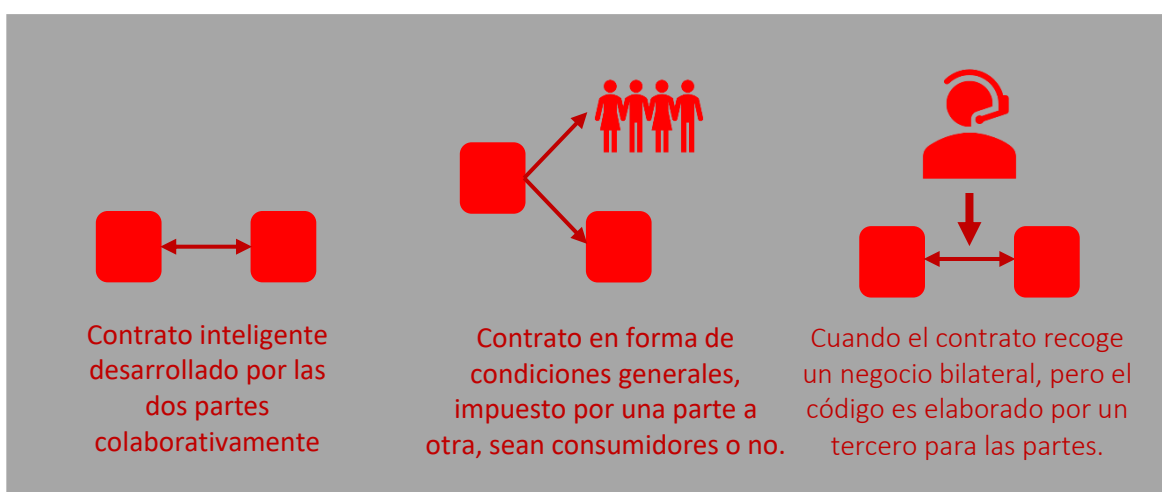 Contrato inteligente
desarrollado por las
dos partes
colaborativamente
Contrato en forma de
condiciones generales,
impuesto por una parte a
otra, sean consumidores o no.
Cuando el contrato recoge
un negocio bilateral, pero el
código es elaborado por un
tercero para las partes.